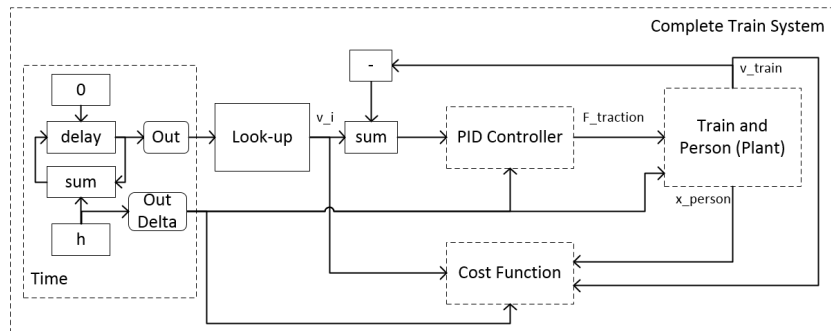 Complete Train System
-
v_train
0
delay
Out
Look-up
v_i
sum
PID Controller
F_traction
Train and
Person (Plant)
sum
Out
Delta
x_person
h
Cost Function
Time